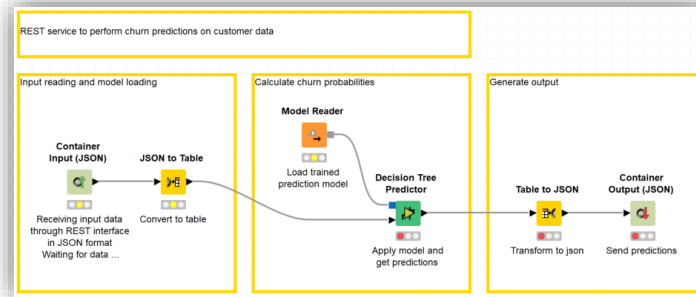 REST service to perform churn predictions on customer data
Input reading and model loading
Container
Input (JSON)
Receiving input data
through REST interface
in JSON format
Waiting for data ...
JSON to Table
Convert to table
Calculate churn probabilities
Model Reader
Load trained
prediction model
Decision Tree
Predictor
Apply model and
get predictions
Generate output
Table to JSON
Transform to json
Container
Output (JSON)
Send predictions